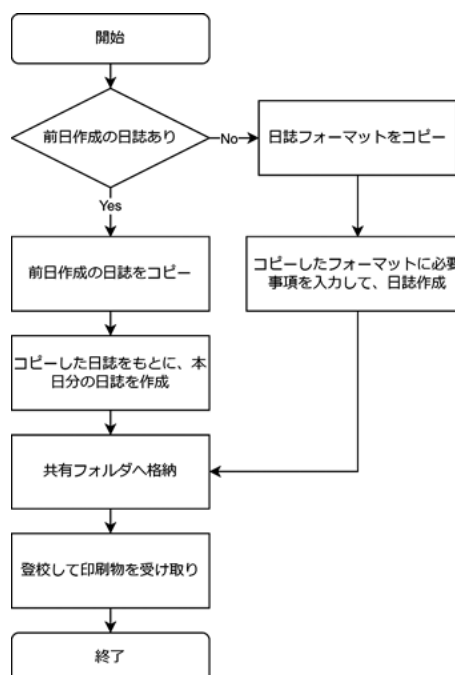 開始
前日作成の日誌あり
No
日誌フォーマットをコピー
Yes
前日作成の日誌をコピー
コピーしたフォーマットに必要
事項を入力して、日誌作成
コピーした日誌をもとに、本
日分の日誌を作成
共有フォルダへ格納
登校して印刷物を受け取り
終了